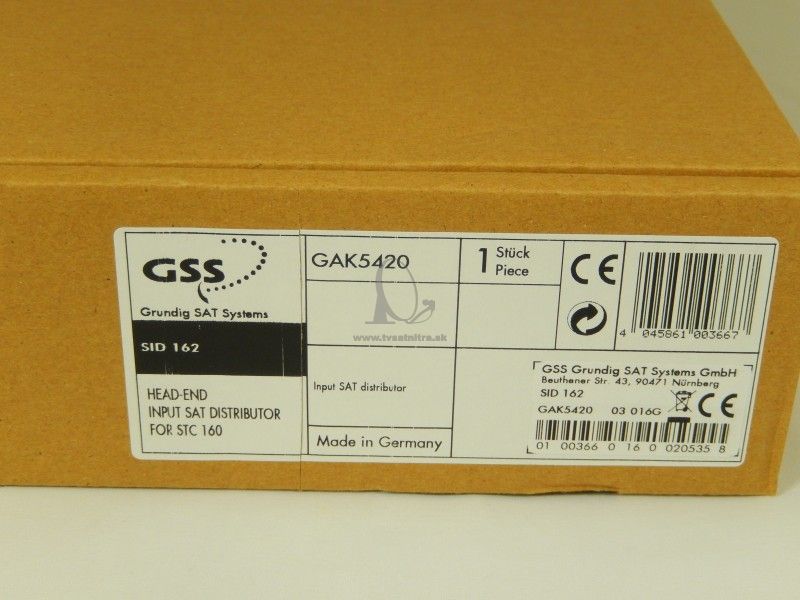 GSS
Grundig SAT Systems
SID 162
HEAD-END
INPUT SAT DISTRIBUTOR
FOR STC 160
GAK5420
Input SAT distributor
Made in Germany
1 Stück
Piece
CE
4 045861 003667
GSS Grundig SAT Systems GmbH
Beuthener Str. 43, 90471 Nürnberg
SID 162
GAK5420 03 016G
CE
01 00366 0 16 0 020535 8
www.tvsatnitra.sk